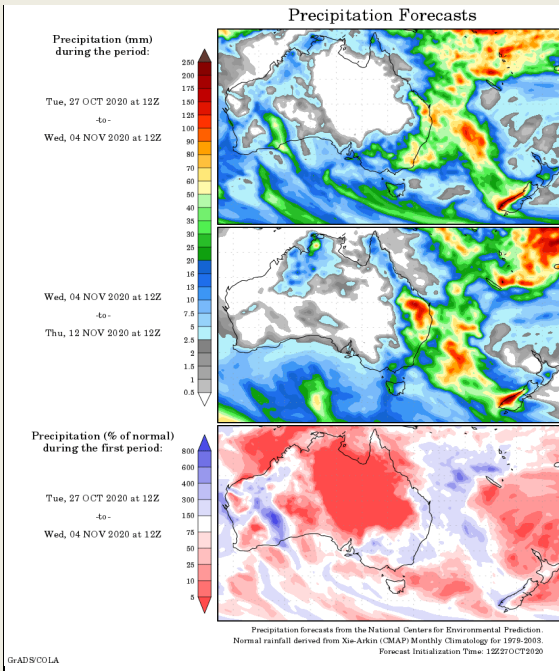 Precipitation Forecasts
Precipitation (mm)
during the period:
Tue, 27 OCT 2020 at 12Z
-to-
Wed, 04 NOV 2020 at 12Z
250
200
175
150
125
100
90
80
70
60
50
40
35
30
25
20
16
13
10
7.5
5
2.5
2
1.5
1
0.5
Wed, 04 NOV 2020 at 12Z
-to-
Thu, 12 NOV 2020 at 12Z
Precipitation (% of normal)
during the first period:
Tue, 27 OCT 2020 at 12Z
-to-
Wed, 04 NOV 2020 at 12Z
800
600
400
300
150
75
50
25
10
5
Precipitation forecasts from the National Centers for Environmental Prediction.
Normal rainfall derived from Xie-Arkin (CMAP) Monthly Climatology for 1979-2003.
Forecast Initialization Time: 12Z27OCT2020
GrADS/COLA